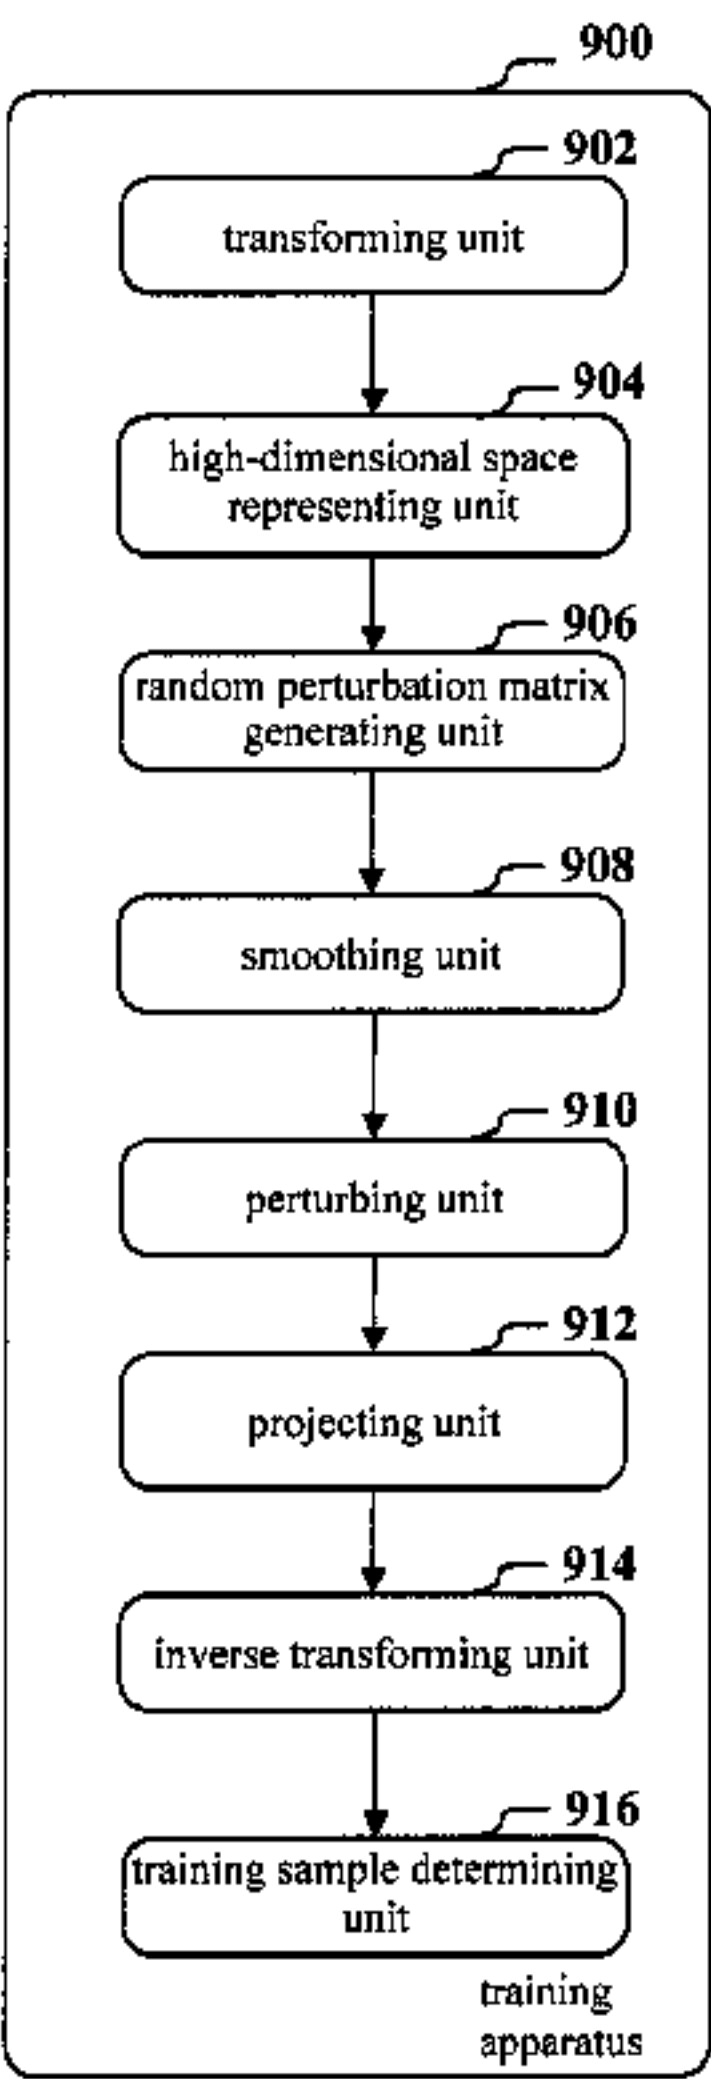 900
902
transforming unit
904
high-dimensional space
representing unit
906
random perturbation matrix
generating unit
908
smoothing unit
910
perturbing unit
912
projecting unit
914
inverse transforming unit
916
training sample determining
unit
training
apparatus